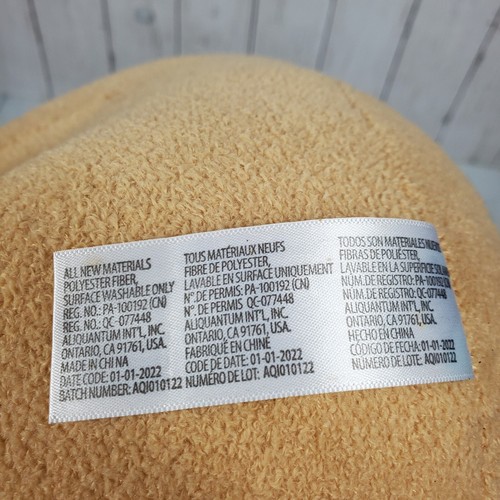 ALL NEW MATERIALS
POLYESTER FIBER,
SURFACE WASHABLE ONLY
REG. NO.: PA-100192 (CN)
REG. NO.: QC-077448
ALIQUANTUM INT'L, INC.
ONTARIO, CA 91761, USA.
MADE IN CHINA
DATE CODE: 01-01-2022
BATCH NUMBER: AQI010122
TOUS MATÉRIAUX NEUFS
FIBRE DE POLYESTER,
LAVABLE EN SURFACE UNIQUEMENT
N°. DE PERMIS: PA-100192 (CN)
N°. DE PERMIS: QC-077448
ALIQUANTUM INT'L, INC.
ONTARIO, CA 91761, USA.
FABRIQUÉ EN CHINE
CODE DE DATE: 01-01-2022
NUMÉRO DE LOT: AQI010122
TODOS SON MATERIALES
FIBRAS DE POLIÉSTER,
LAVABLE EN LA SUPERFICIE
NUM. DE REGISTRO: PA-100192
NUM. DE REGISTRO: QC-077448
ALIQUANTUM INT'L, INC.
ONTARIO, CA 91761, USA.
HECHO EN CHINA
CÓDIGO DE FECHA: 01-01-2022
NÚMERO DE LOTE: AQI010122